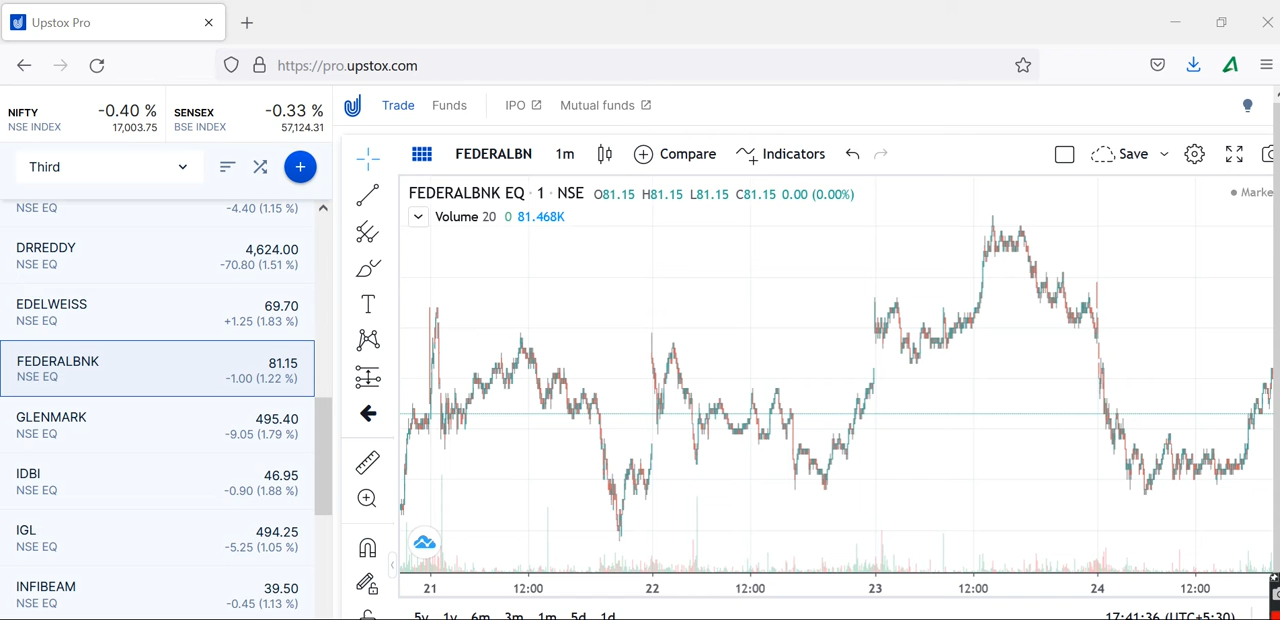 Upstox Pro
https://pro.upstox.com
NIFTY -0.40 %
NSE INDEX 17,003.75
SENSEX -0.33 %
BSE INDEX 57,124.31
Trade Funds IPO Mutual funds
Third
FEDERALBN 1m Compare Indicators Save
NSE EQ -4.40 (1.15 %)
DRREDDY 4,624.00
NSE EQ -70.80 (1.51 %)
EDELWEISS 69.70
NSE EQ +1.25 (1.83 %)
FEDERALBNK 81.15
NSE EQ -1.00 (1.22 %)
GLENMARK 495.40
NSE EQ -9.05 (1.79 %)
IDBI 46.95
NSE EQ -0.90 (1.88 %)
IGL 494.25
NSE EQ -5.25 (1.05 %)
INFIBEAM 39.50
NSE EQ -0.45 (1.13 %)
FEDERALBNK EQ · 1 · NSE O81.15 H81.15 L81.15 C81.15 0.00 (0.00%)
Marke
Volume 20 0 81.468K
T
21 12:00 22 12:00 23 12:00 24 12:00
5y 1y 6m 3m 1m 5d 1d 17:41:36 (UTC+5:30)